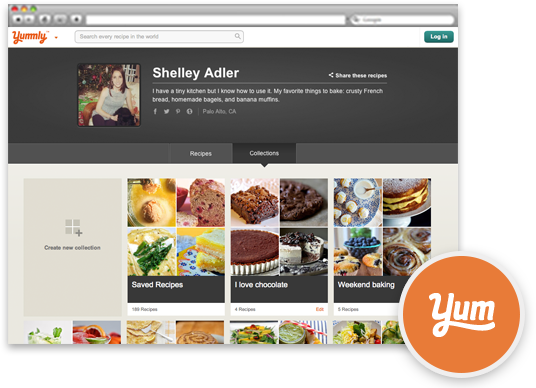 Google
Yummly
Search every recipe in the world
Log in
Shelley Adler
Share these recipes
I have a tiny kitchen but I know how to use it. My favorite things to bake: crusty French
bread, homemade bagels, and banana muffins.
Palo Alto, CA
Recipes
Collections
Create new collection
Saved Recipes
I love chocolate
Weekend baking
188 Recipes
4 Recipes
Edit
5 Recipes
Yum